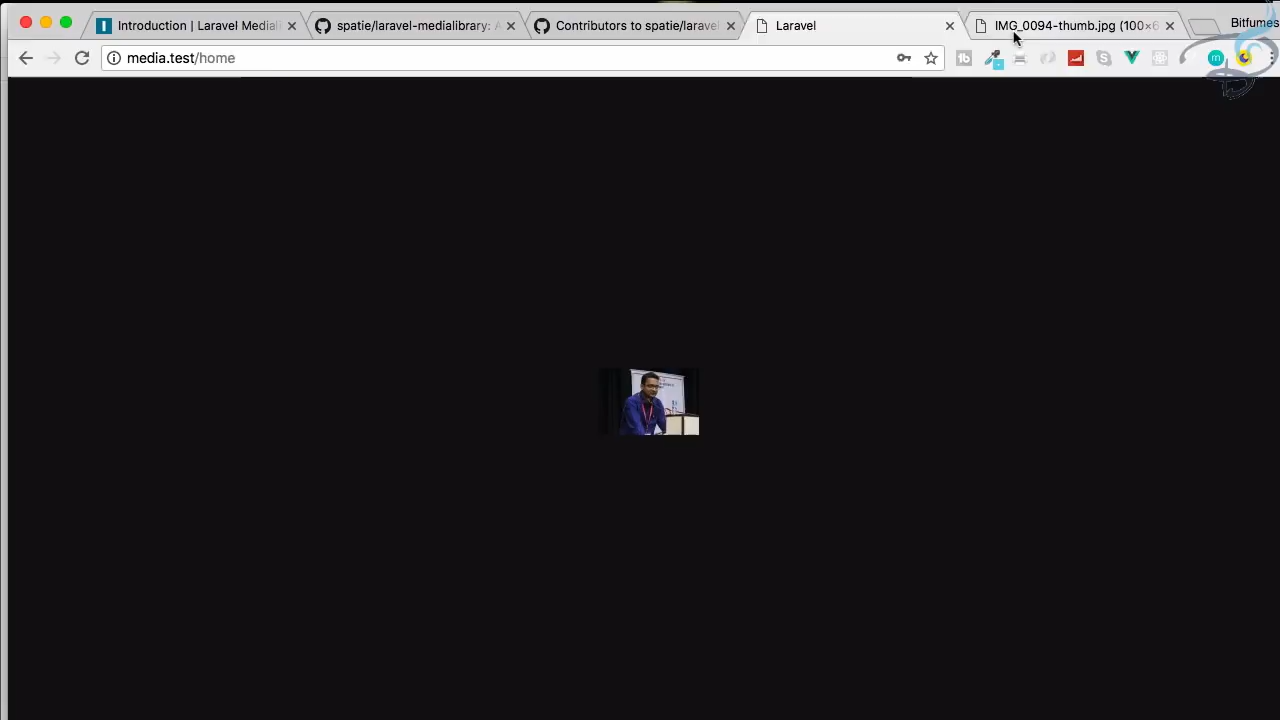 Introduction | Laravel Medial
spatie/laravel-medialibrary: A
Contributors to spatie/laravel
Laravel
IMG_0094-thumb.jpg (100×6
Bitfumes
media.test/home